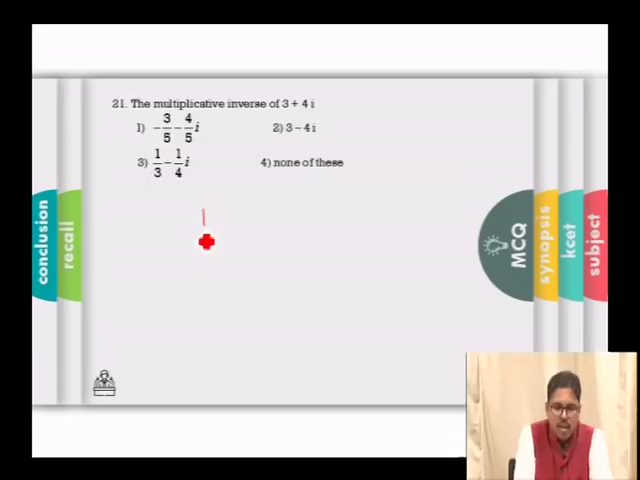 21. The multiplicative inverse of 3 + 4 i
1) -3/5 - 4/5 i
2) 3 – 4 i
3) 1/3 - 1/4 i
4) none of these
conclusion
recall
MCQ
synopsis
kcet
subject